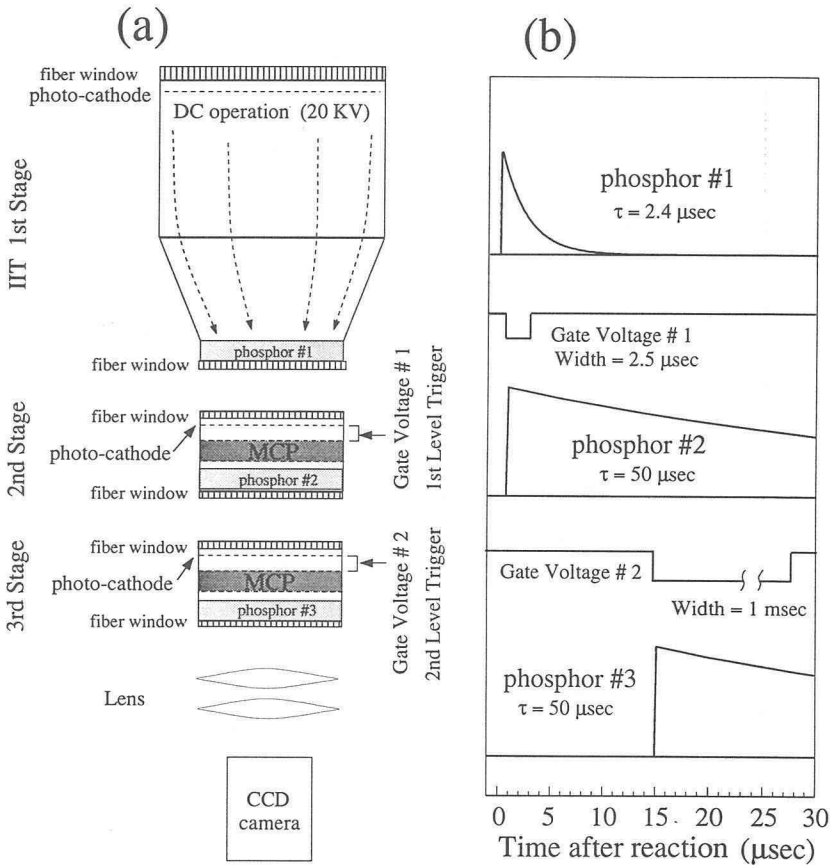 (a)
fiber window
photo-cathode
DC operation (20 KV)
IIT 1st Stage
phosphor #1
fiber window
2nd Stage
fiber window
photo-cathode
MCP
phosphor #2
fiber window
Gate Voltage # 1
1st Level Trigger
3rd Stage
fiber window
photo-cathode
MCP
phosphor #3
fiber window
Gate Voltage # 2
2nd Level Trigger
Lens
CCD
camera
(b)
phosphor #1
τ = 2.4 μsec
Gate Voltage # 1
Width = 2.5 μsec
phosphor #2
τ = 50 μsec
Gate Voltage # 2
Width = 1 msec
phosphor #3
τ = 50 μsec
0 5 10 15 20 25 30
Time after reaction (μsec)